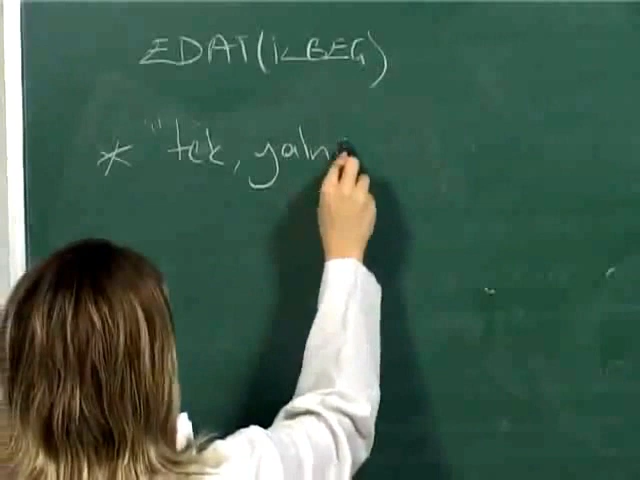 EDAT (İLGEÇ)
* "tek, yaln